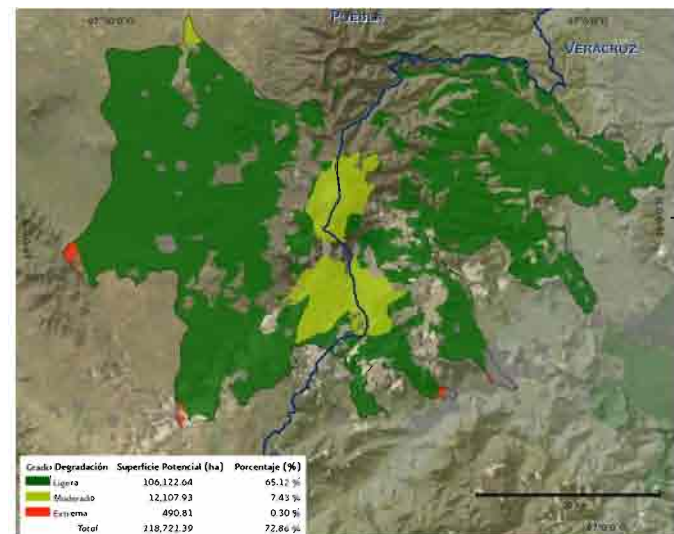 PUEBLA
VERACRUZ
Grado Degradación Superficie Potencial (ha) Porcentaje (%)
Ligera 106,122.64 65.12 %
Moderado 12,107.93 7.43 %
Extrema 490.81 0.30 %
Total 118,721.39 72.86 %